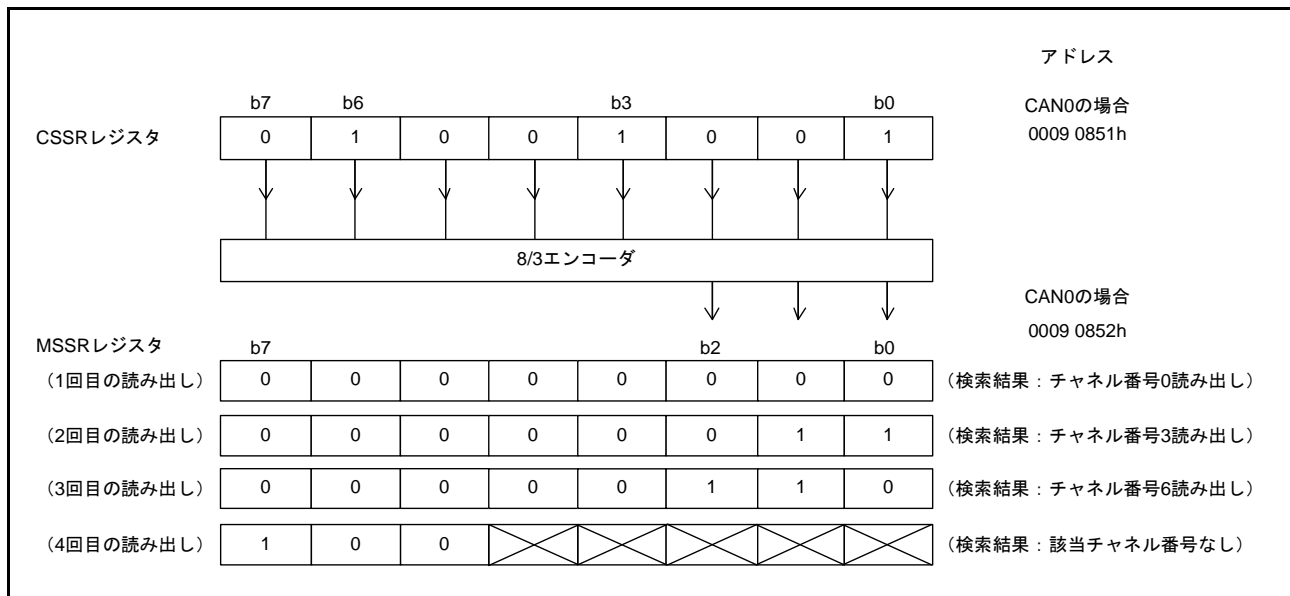 アドレス
b7 b6 b3 b0 CAN0の場合
CSSRレジスタ 0 1 0 0 1 0 0 1 0009 0851h
8/3エンコーダ
CAN0の場合
0009 0852h
MSSRレジスタ b7 b2 b0
(1回目の読み出し) 0 0 0 0 0 0 0 0 (検索結果：チャネル番号0読み出し)
(2回目の読み出し) 0 0 0 0 0 0 1 1 (検索結果：チャネル番号3読み出し)
(3回目の読み出し) 0 0 0 0 0 1 1 0 (検索結果：チャネル番号6読み出し)
(4回目の読み出し) 1 0 0 (検索結果：該当チャネル番号なし)